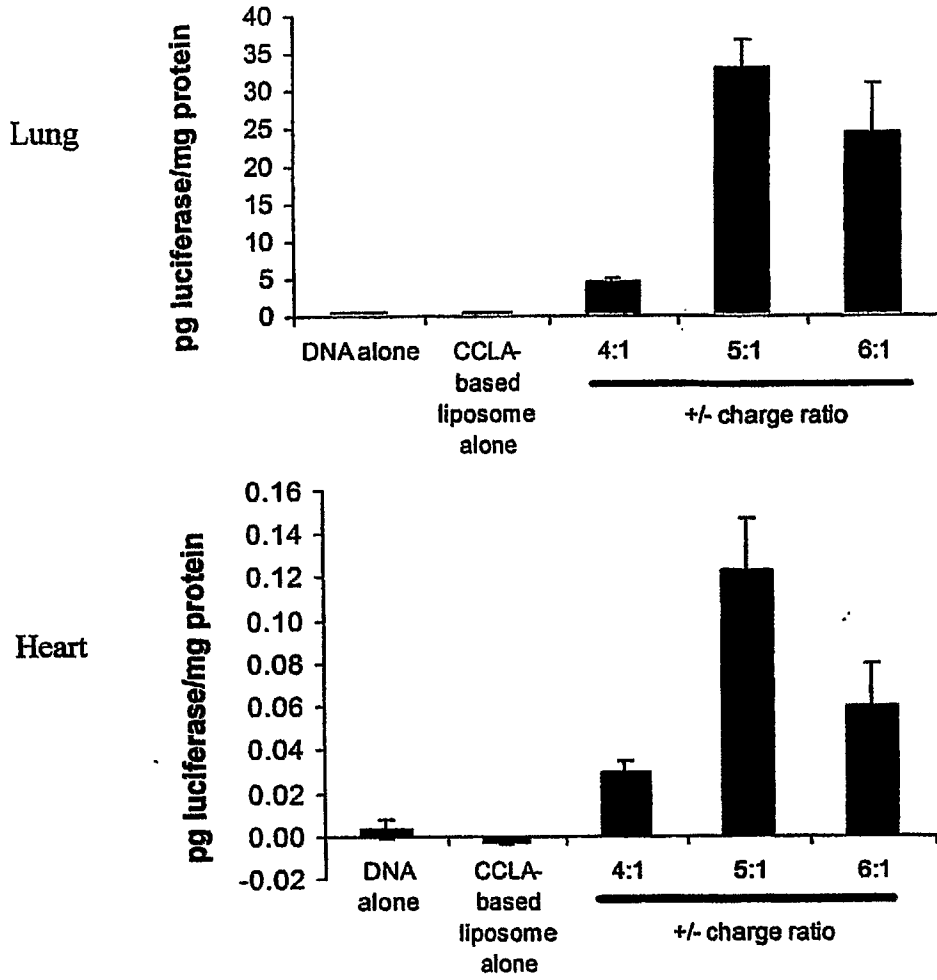 Lung
pg luciferase/mg protein
40
35
30
25
20
15
10
5
0
DNA alone
CCLA-
based
liposome
alone
4:1
5:1
6:1
+/- charge ratio
Heart
pg luciferase/mg protein
0.16
0.14
0.12
0.10
0.08
0.06
0.04
0.02
0.00
-0.02
DNA
alone
CCLA-
based
liposome
alone
4:1
5:1
6:1
+/- charge ratio